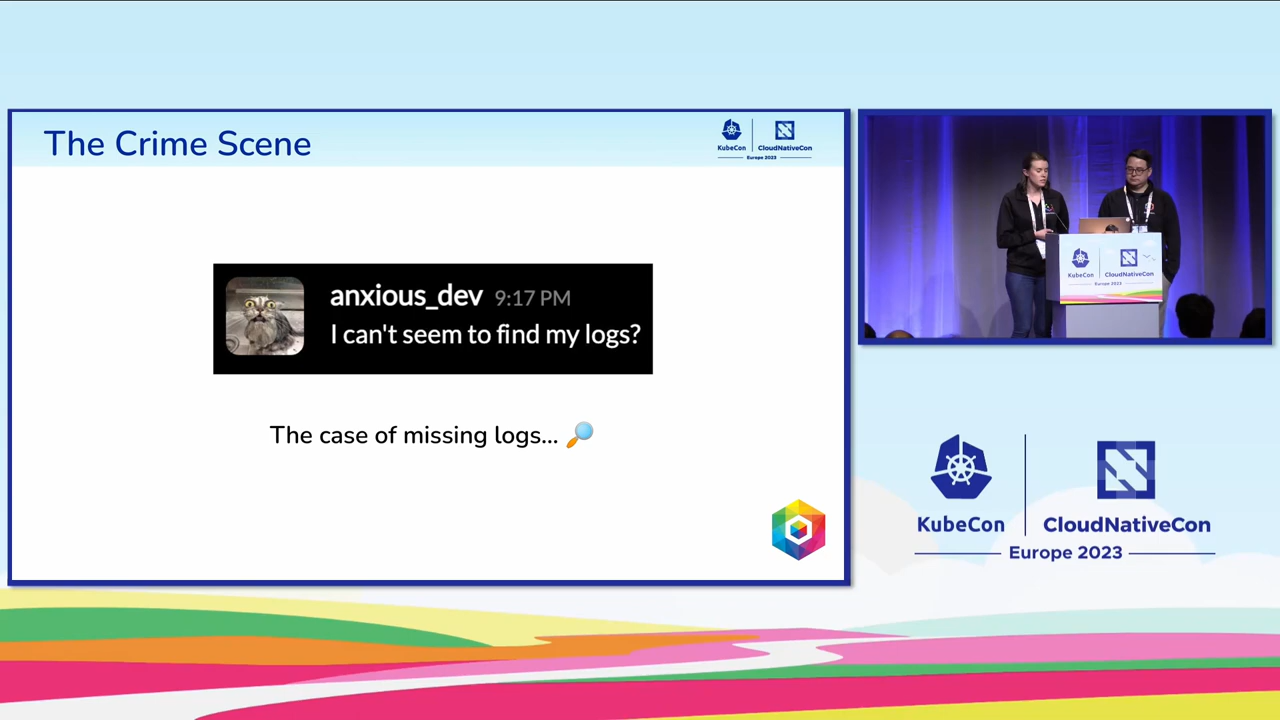 The Crime Scene
KubeCon
CloudNativeCon
Europe 2023
anxious_dev 9:17 PM
I can't seem to find my logs?
The case of missing logs...
KubeCon
CloudNativeCon
Europe 2023
KubeCon
CloudNativeCon
Europe 2023